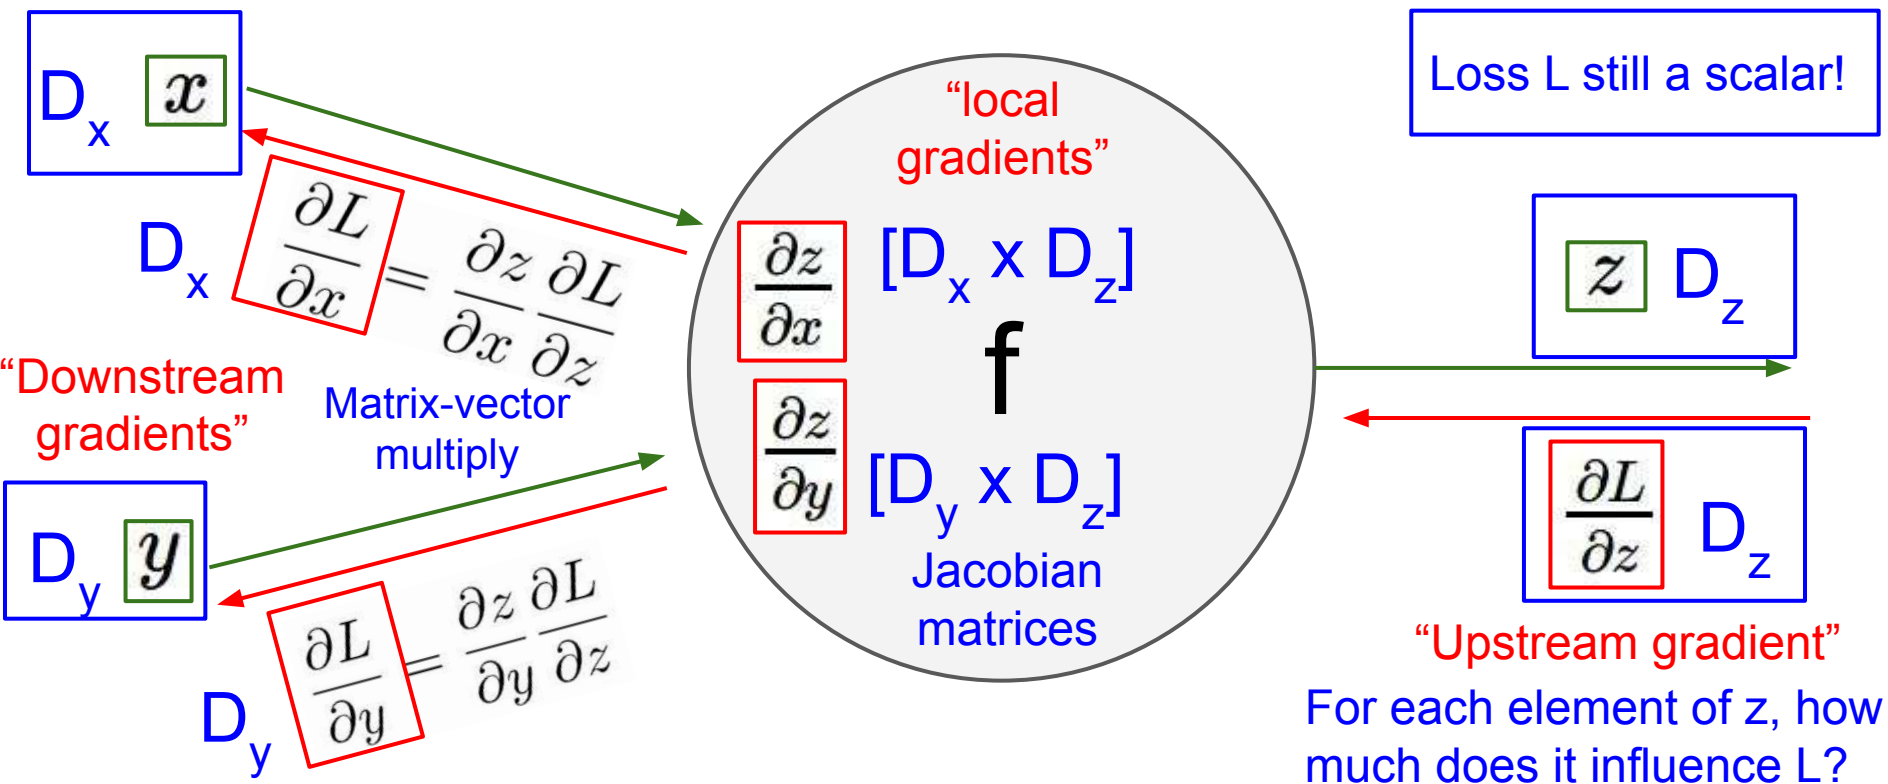 D_x x
Loss L still a scalar!
“local
gradients”
D_x ∂L/∂x = ∂z/∂x ∂L/∂z
∂z/∂x [D_x x D_z]
z D_z
f
“Downstream
gradients”
Matrix-vector
multiply
∂z/∂y [D_y x D_z]
Jacobian
matrices
D_y y
∂L/∂z D_z
D_y ∂L/∂y = ∂z/∂y ∂L/∂z
“Upstream gradient”
For each element of z, how
much does it influence L?